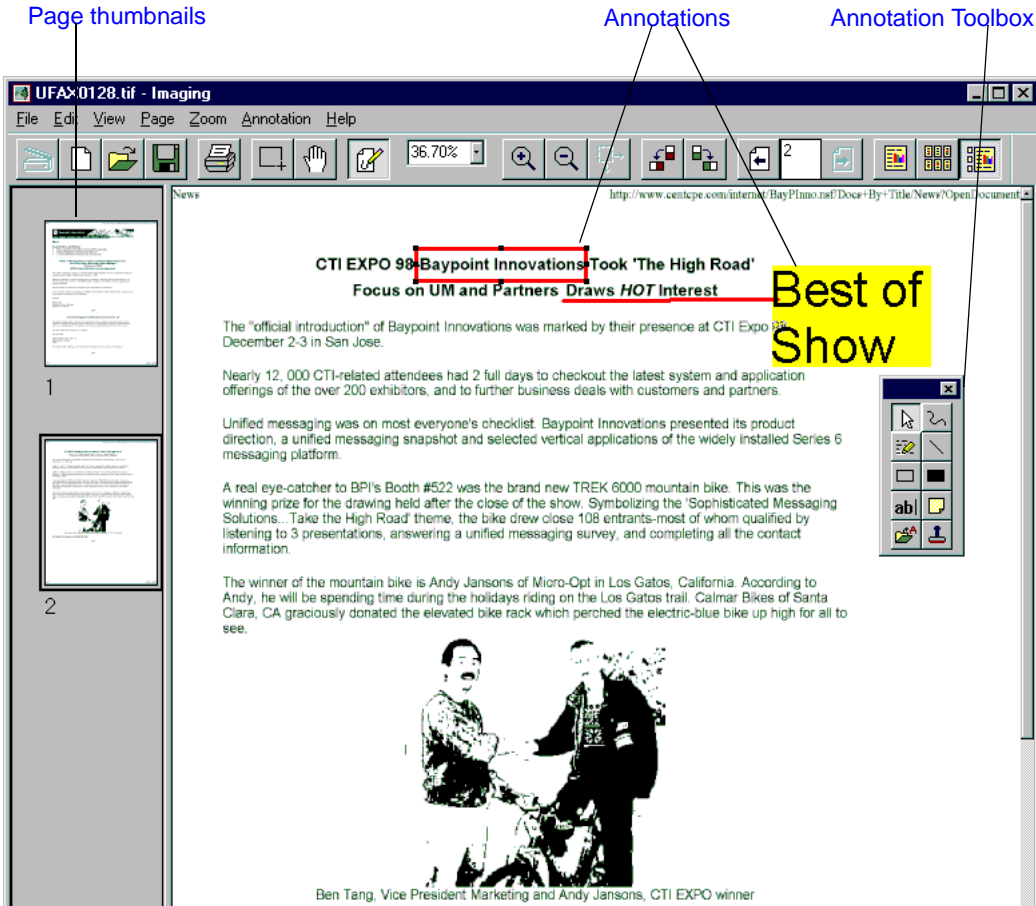 Page thumbnails
Annotations
Annotation Toolbox
UFAX0128.tif - Imaging
File Edit View Page Zoom Annotation Help
36.70%
2
News
http://www.centcpe.com/internet/BayPInno.nsf/Docs+By+Title/News?OpenDocument
CTI EXPO 98-Baypoint Innovations-Took 'The High Road'
Focus on UM and Partners Draws HOT Interest
Best of
Show
The "official introduction" of Baypoint Innovations was marked by their presence at CTI Expo
December 2-3 in San Jose.
Nearly 12, 000 CTI-related attendees had 2 full days to checkout the latest system and application
offerings of the over 200 exhibitors, and to further business deals with customers and partners.
Unified messaging was on most everyone's checklist. Baypoint Innovations presented its product
direction, a unified messaging snapshot and selected vertical applications of the widely installed Series 6
messaging platform.
A real eye-catcher to BPI's Booth #522 was the brand new TREK 6000 mountain bike. This was the
winning prize for the drawing held after the close of the show. Symbolizing the 'Sophisticated Messaging
Solutions...Take the High Road' theme, the bike drew close 108 entrants-most of whom qualified by
listening to 3 presentations, answering a unified messaging survey, and completing all the contact
information.
The winner of the mountain bike is Andy Jansons of Micro-Opt in Los Gatos, California. According to
Andy, he will be spending time during the holidays riding on the Los Gatos trail. Calmar Bikes of Santa
Clara, CA graciously donated the elevated bike rack which perched the electric-blue bike up high for all to
see.
Ben Tang, Vice President Marketing and Andy Jansons, CTI EXPO winner
1
2
ab|